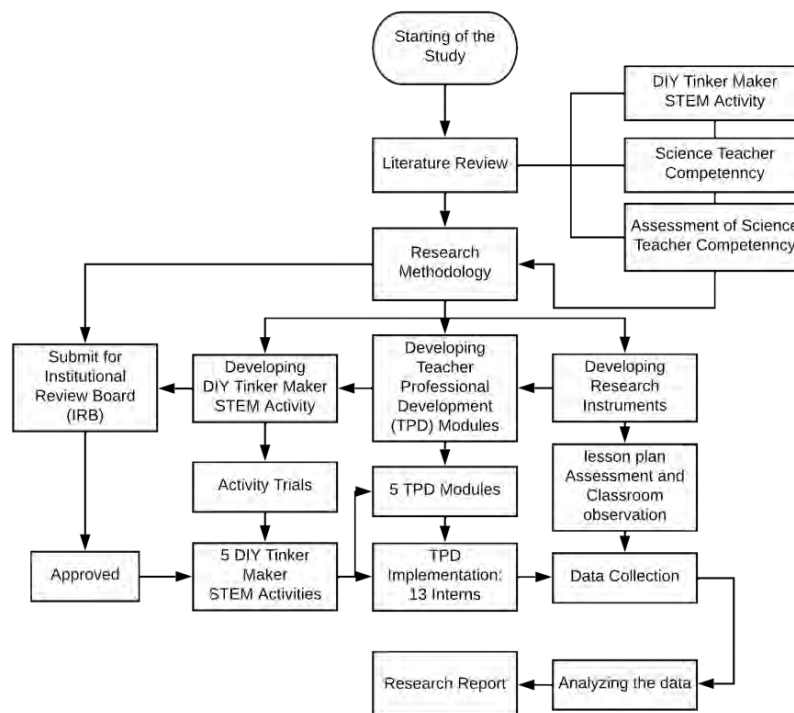 Starting of the
Study
DIY Tinker Maker
STEM Activity
Literature Review
Science Teacher
Competenncy
Assessment of Science
Teacher Competenncy
Research
Methodology
Submit for
Institutional
Review Board
(IRB)
Developing
DIY Tinker Maker
STEM Activity
Developing
Teacher
Professional
Development
(TPD) Modules
Developing
Research
Instruments
Activity Trials
5 TPD Modules
lesson plan
Assessment and
Classroom
observation
Approved
5 DIY Tinker
Maker
STEM Activities
TPD
Implementation:
13 Interns
Data Collection
Research Report
Analyzing the data